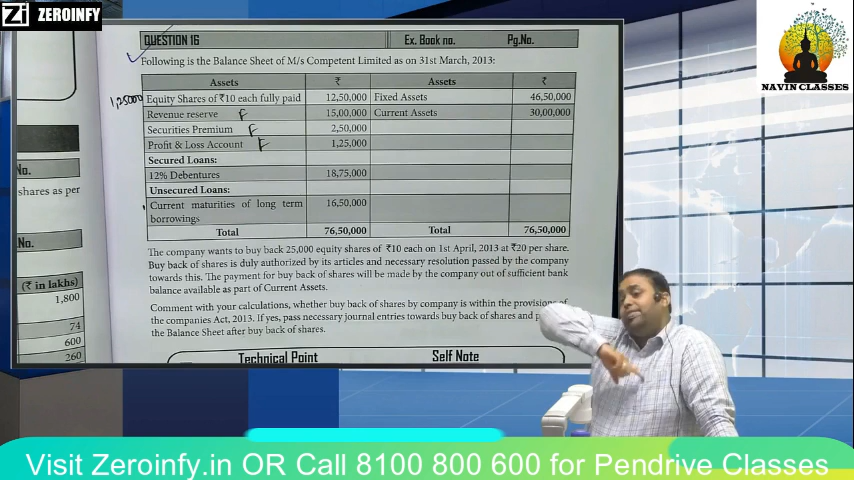 Zi ZEROINFY
NAVIN CLASSES
No.
shares as per
No.
(₹ in lakhs)
1,800
74
600
260
QUESTION 16 Ex. Book no. Pg.No.
Following is the Balance Sheet of M/s Competent Limited as on 31st March, 2013:
Assets ₹ Assets ₹
1,25000 Equity Shares of ₹10 each fully paid 12,50,000 Fixed Assets 46,50,000
Revenue reserve F 15,00,000 Current Assets 30,00,000
Securities Premium F 2,50,000
Profit & Loss Account F 1,25,000
Secured Loans:
12% Debentures 18,75,000
Unsecured Loans:
Current maturities of long term 16,50,000
borrowings
Total 76,50,000 Total 76,50,000
The company wants to buy back 25,000 equity shares of ₹10 each on 1st April, 2013 at ₹20 per share.
Buy back of shares is duly authorized by its articles and necessary resolution passed by the company
towards this. The payment for buy back of shares will be made by the company out of sufficient bank
balance available as part of Current Assets.
Comment with your calculations, whether buy back of shares by company is within the provisions of
the companies Act, 2013. If yes, pass necessary journal entries towards buy back of shares and
the Balance Sheet after buy back of shares.
Technical Point Self Note
Visit Zeroinfy.in OR Call 8100 800 600 for Pendrive Classes